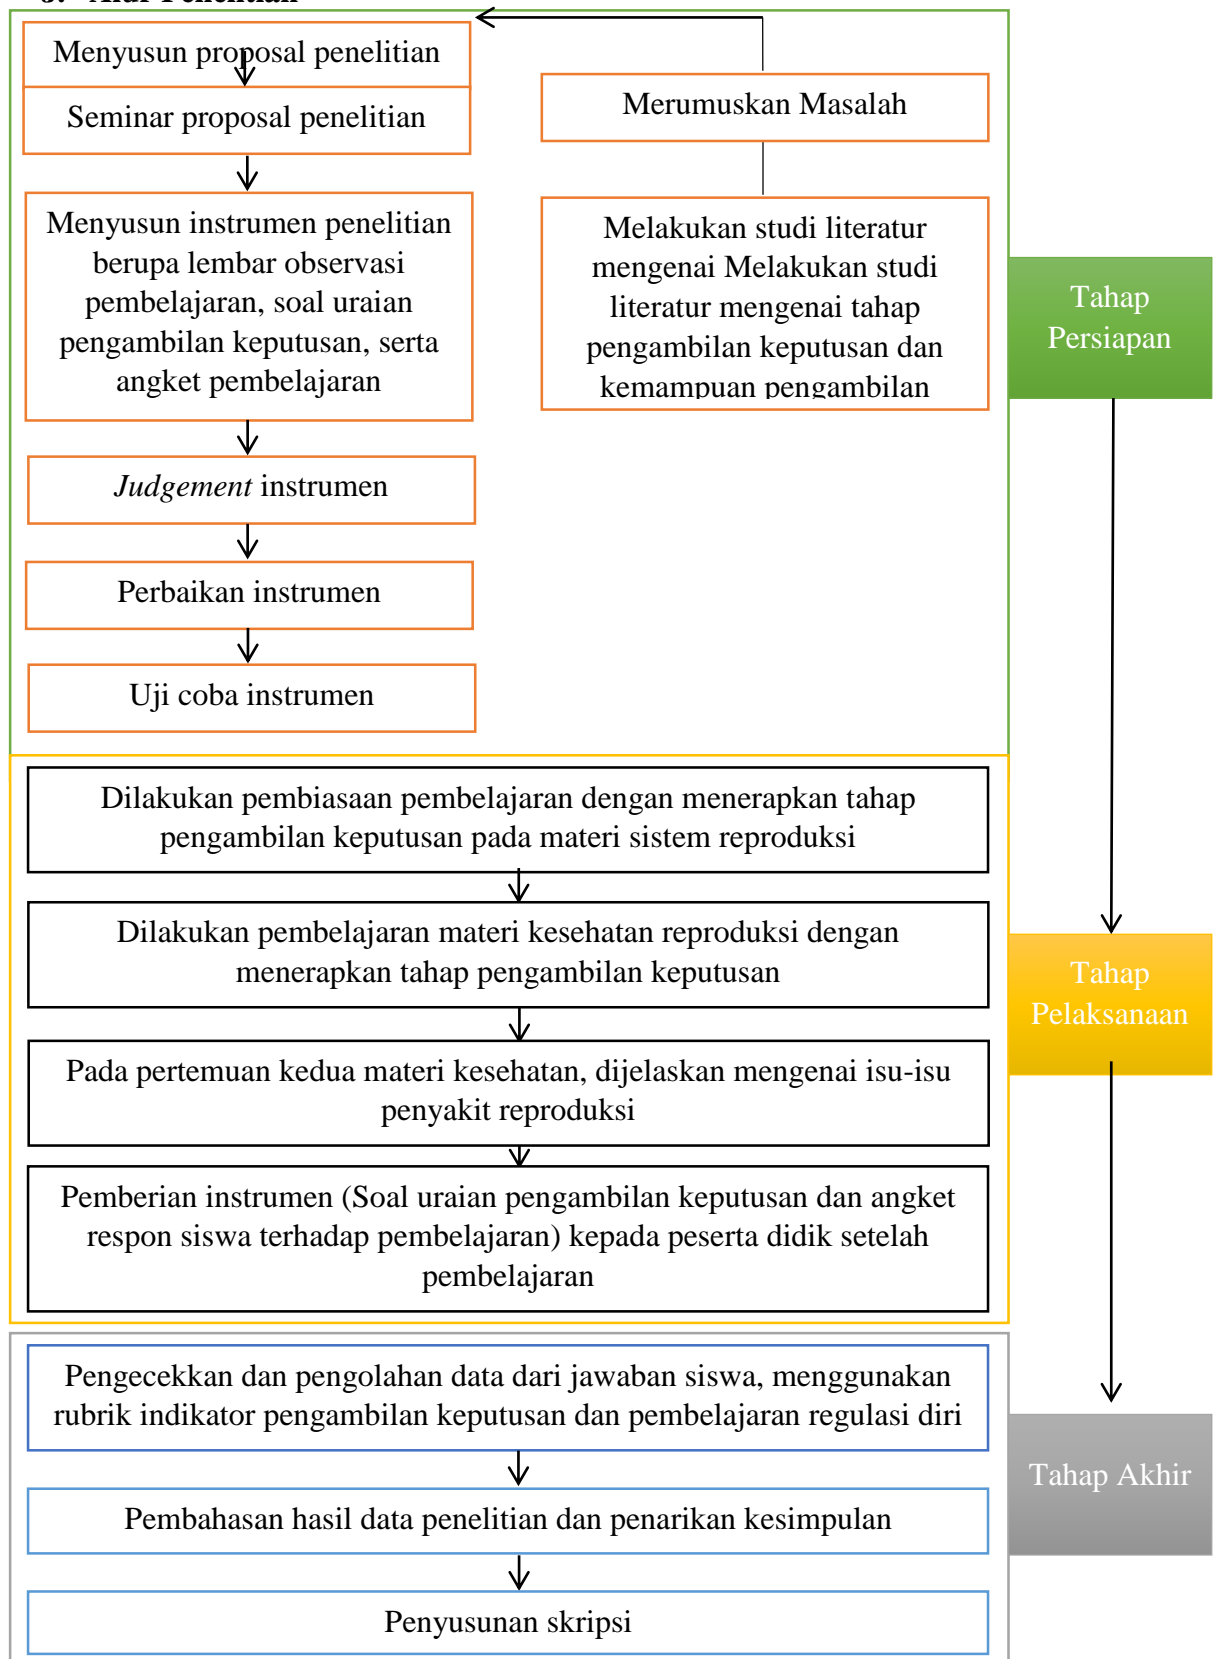 Menyusun proposal penelitian
Seminar proposal penelitian
Menyusun instrumen penelitian
berupa lembar observasi
pembelajaran, soal uraian
pengambilan keputusan, serta
angket pembelajaran
Judgement instrumen
Perbaikan instrumen
Uji coba instrumen
Merumuskan Masalah
Melakukan studi literatur
mengenai Melakukan studi
literatur mengenai tahap
pengambilan keputusan dan
kemampuan pengambilan
Tahap
Persiapan
Dilakukan pembiasaan pembelajaran dengan menerapkan tahap
pengambilan keputusan pada materi sistem reproduksi
Dilakukan pembelajaran materi kesehatan reproduksi dengan
menerapkan tahap pengambilan keputusan
Pada pertemuan kedua materi kesehatan, dijelaskan mengenai isu-isu
penyakit reproduksi
Pemberian instrumen (Soal uraian pengambilan keputusan dan angket
respon siswa terhadap pembelajaran) kepada peserta didik setelah
pembelajaran
Tahap
Pelaksanaan
Pengecekkan dan pengolahan data dari jawaban siswa, menggunakan
rubrik indikator pengambilan keputusan dan pembelajaran regulasi diri
Pembahasan hasil data penelitian dan penarikan kesimpulan
Penyusunan skripsi
Tahap Akhir